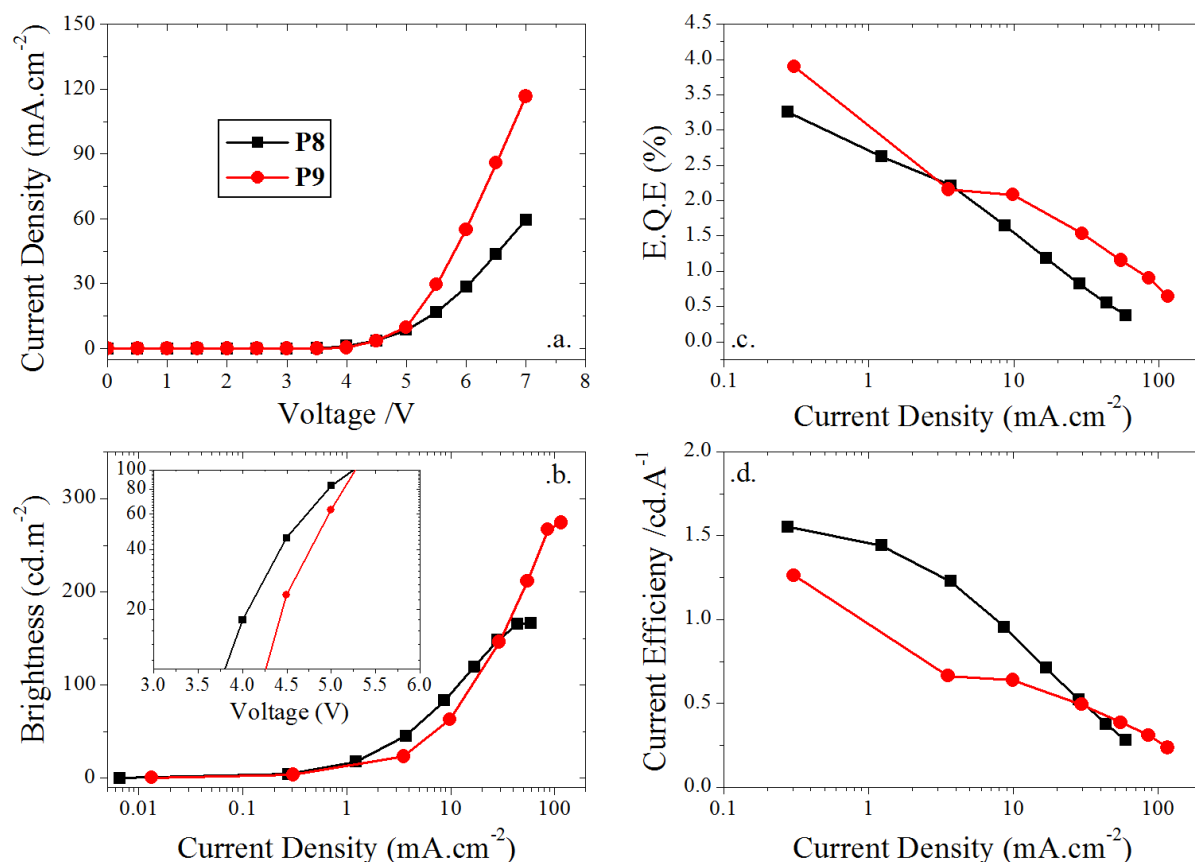 150
120
90
60
30
0
Current Density (mA.cm-2)
P8
P9
.a.
0 1 2 3 4 5 6 7 8
Voltage /V
4.0
3.5
3.0
2.5
2.0
1.5
1.0
0.5
0.0
E.Q.E (%)
.c.
0.1 1 10 100
Current Density (mA.cm-2)
300
200
100
0
Brightness (cd.m-2)
.b.
100
80
60
40
20
3.0 3.5 4.0 4.5 5.0 5.5 6.0
Voltage (V)
0.01 0.1 1 10 100
Current Density (mA.cm-2)
2.0
1.5
1.0
0.5
0.0
Current Efficieny /cd.A-1
.d.
0.1 1 10 100
Current Density (mA.cm-2)